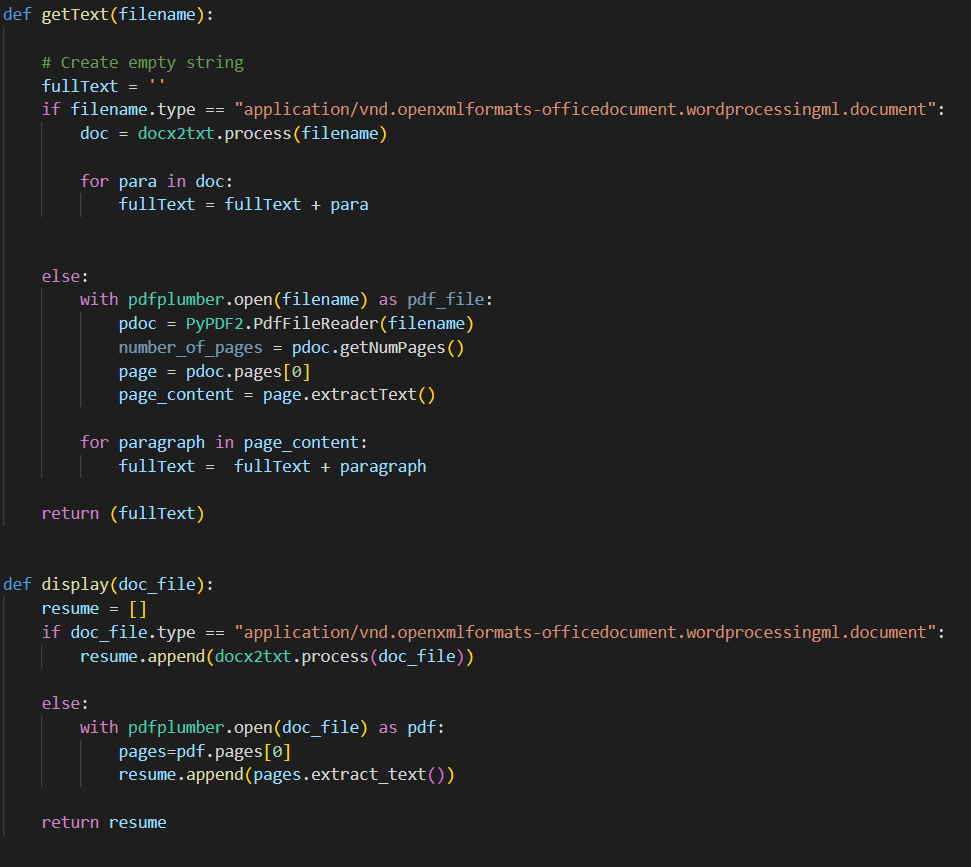 def getText(filename):
    # Create empty string
    fullText = ''
    if filename.type == "application/vnd.openxmlformats-officedocument.wordprocessingml.document":
        doc = docx2txt.process(filename)
        for para in doc:
            fullText = fullText + para
    else:
        with pdfplumber.open(filename) as pdf_file:
            pdoc = PyPDF2.PdfFileReader(filename)
            number_of_pages = pdoc.getNumPages()
            page = pdoc.pages[0]
            page_content = page.extractText()
        for paragraph in page_content:
            fullText =  fullText + paragraph
    return (fullText)
def display(doc_file):
    resume = []
    if doc_file.type == "application/vnd.openxmlformats-officedocument.wordprocessingml.document":
        resume.append(docx2txt.process(doc_file))
    else:
        with pdfplumber.open(doc_file) as pdf:
            pages=pdf.pages[0]
            resume.append(pages.extract_text())
    return resume